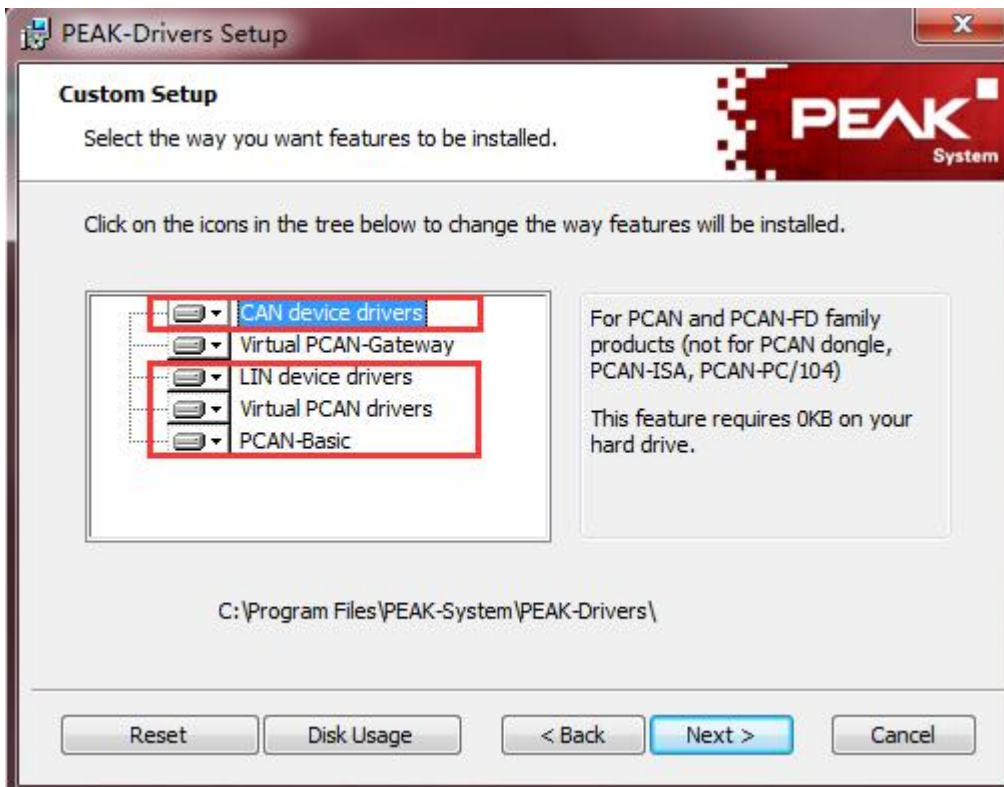 PEAK-Drivers Setup
Custom Setup
Select the way you want features to be installed.
PEAK
System
Click on the icons in the tree below to change the way features will be installed.
CAN device drivers
Virtual PCAN-Gateway
LIN device drivers
Virtual PCAN drivers
PCAN-Basic
For PCAN and PCAN-FD family
products (not for PCAN dongle,
PCAN-ISA, PCAN-PC/104)
This feature requires 0KB on your
hard drive.
C:\Program Files\PEAK-System\PEAK-Drivers\
Reset
Disk Usage
< Back
Next >
Cancel